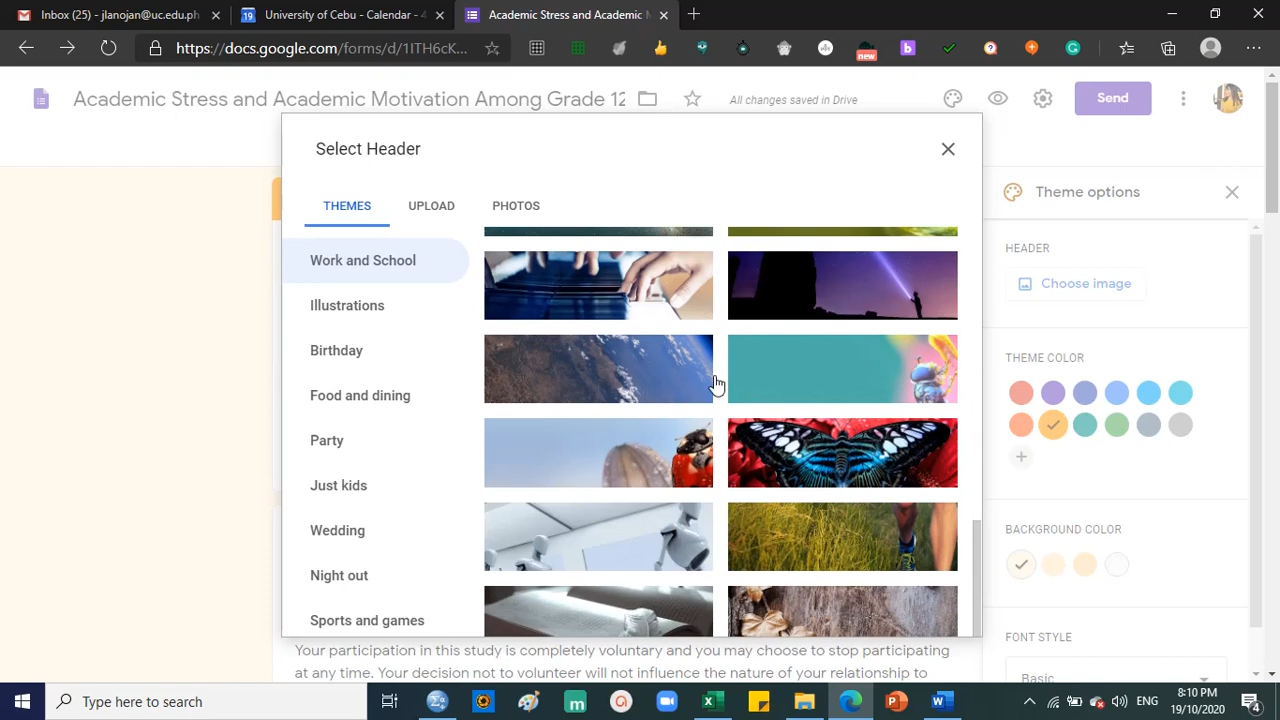 Inbox (396) - jlanojan@uc.edu.ph
University of Cansas - Calendar -
Academic Stress and Academic M
https://docs.google.com/forms/d/1ITH6cK...
new
Academic Stress and Academic Motivation Among Grade 12
All changes saved in Drive
Send
Select Header
THEMES
UPLOAD
PHOTOS
Work and School
Illustrations
Birthday
Food and dining
Party
Just kids
Wedding
Night out
Sports and games
Theme options
HEADER
Choose image
THEME COLOR
BACKGROUND COLOR
FONT STYLE
Basic
Your participation in this study is completely voluntary and you may choose to stop participating
at any time. Your decision not to volunteer will not influence the nature of your relationship to
Type here to search
ENG
8:10 PM
19/10/2020
4